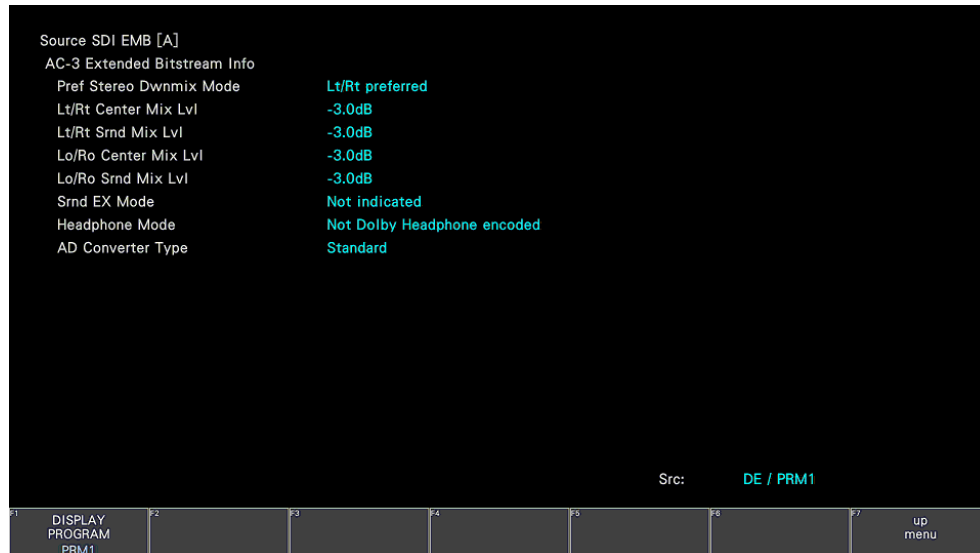 Source SDI EMB [A]
AC-3 Extended Bitstream Info
Pref Stereo Dwnmix Mode Lt/Rt preferred
Lt/Rt Center Mix Lvl -3.0dB
Lt/Rt Srnd Mix Lvl -3.0dB
Lo/Ro Center Mix Lvl -3.0dB
Lo/Ro Srnd Mix Lvl -3.0dB
Srnd EX Mode Not indicated
Headphone Mode Not Dolby Headphone encoded
AD Converter Type Standard
Src: DE / PRM1
F1 F2 F3 F4 F5 F6 F7
DISPLAY up
PROGRAM menu
PRM1